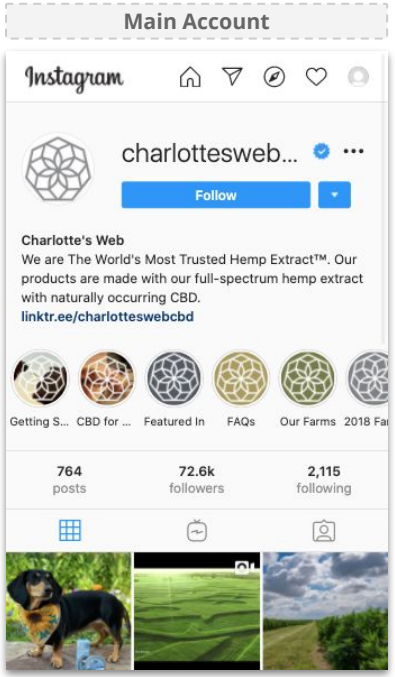 Main Account
Instagram
charlottesweb...
Follow
Charlotte's Web
We are The World's Most Trusted Hemp Extract™. Our
products are made with our full-spectrum hemp extract
with naturally occurring CBD.
linktr.ee/charlotteswebcbd
Getting S... CBD for ... Featured In FAQs Our Farms 2018 Far
764 72.6k 2,115
posts followers following